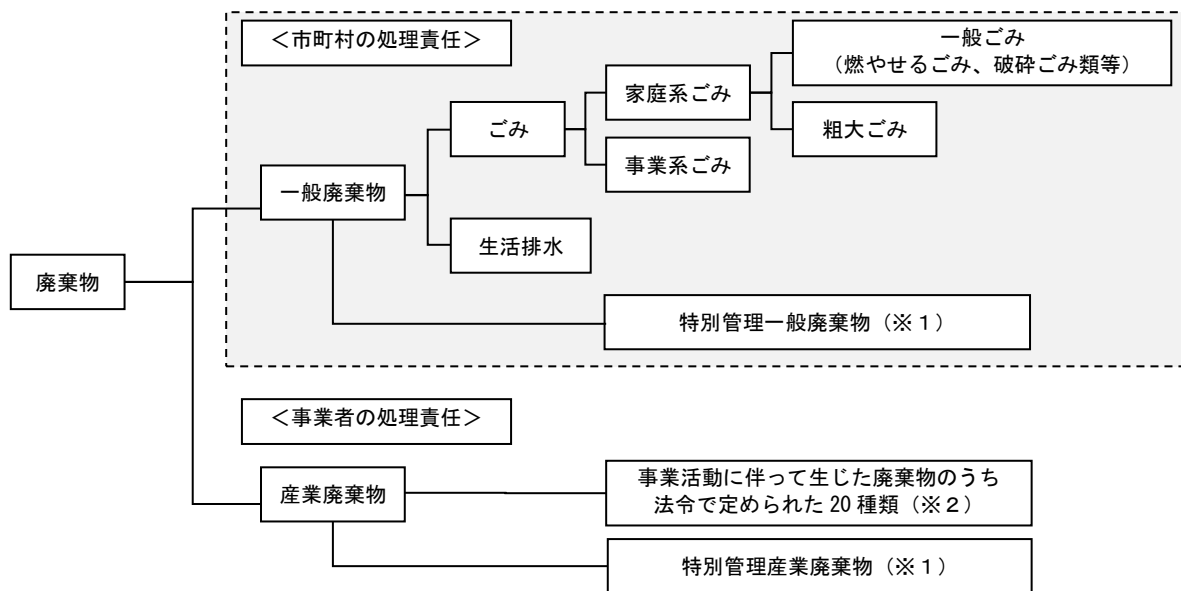 ＜市町村の処理責任＞
一般ごみ
（燃やせるごみ、破砕ごみ類等）
家庭系ごみ
ごみ
粗大ごみ
事業系ごみ
一般廃棄物
生活排水
廃棄物
特別管理一般廃棄物（※１）
＜事業者の処理責任＞
産業廃棄物
事業活動に伴って生じた廃棄物のうち
法令で定められた 20 種類（※２）
特別管理産業廃棄物（※１）